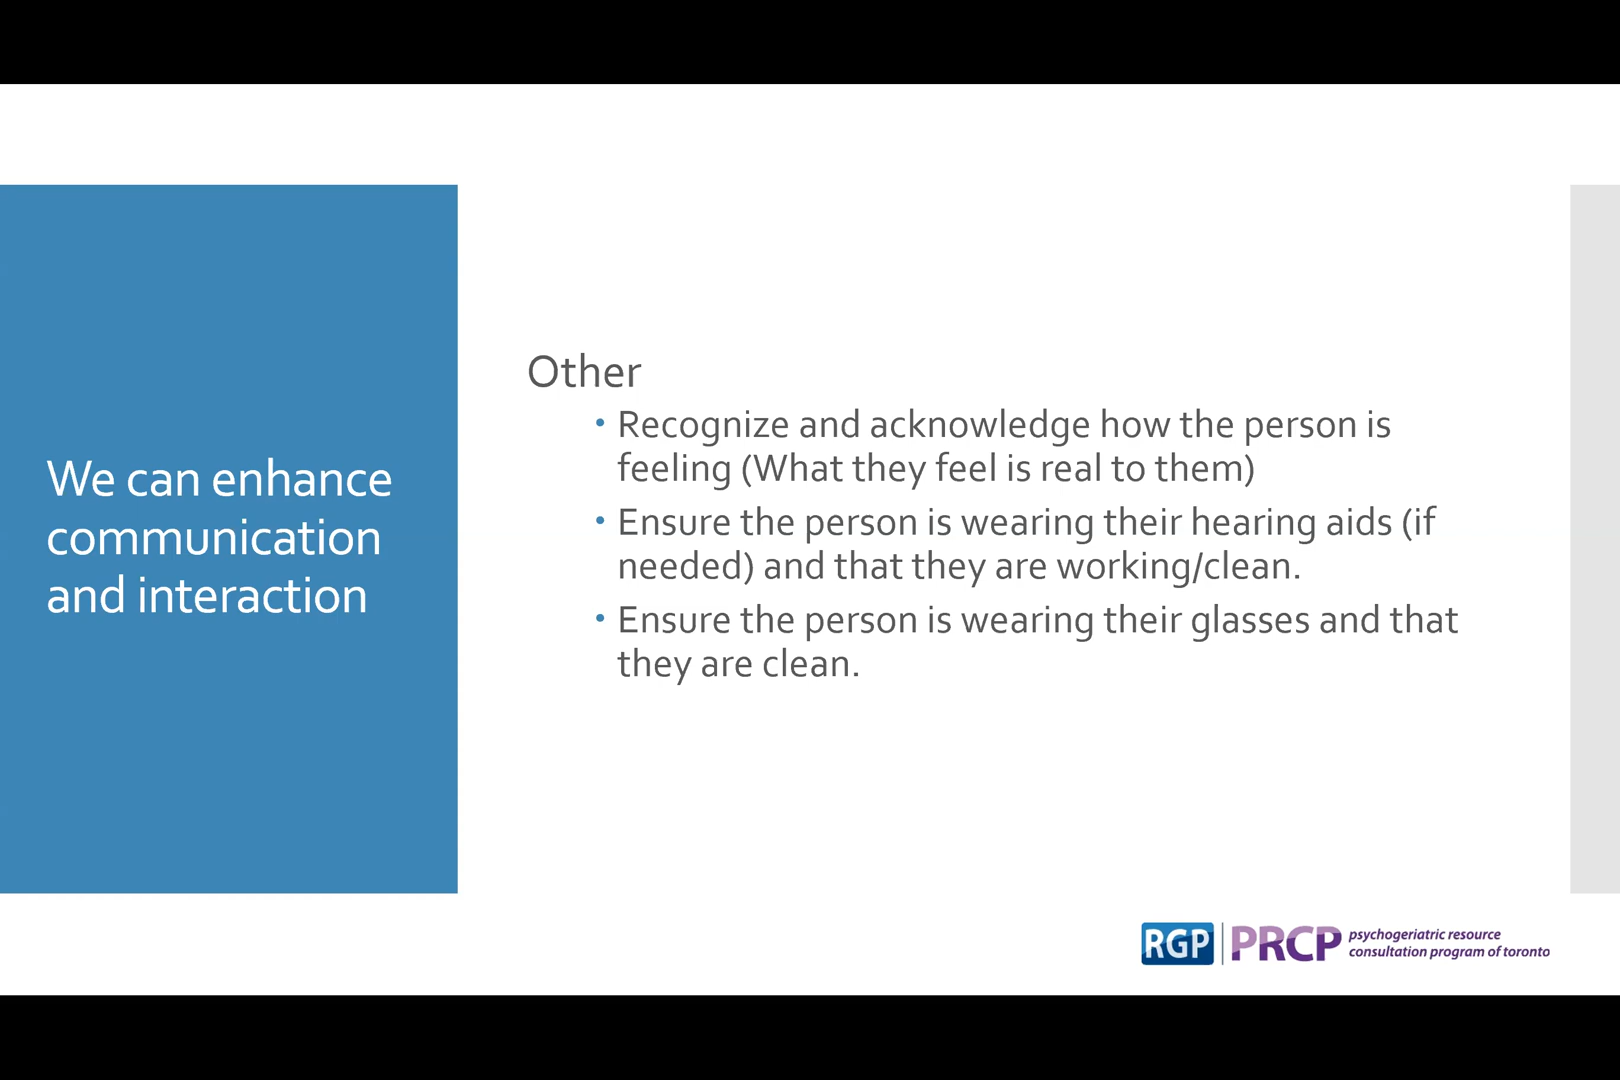 We can enhance
communication
and interaction
Other
• Recognize and acknowledge how the person is
feeling (What they feel is real to them)
• Ensure the person is wearing their hearing aids (if
needed) and that they are working/clean.
• Ensure the person is wearing their glasses and that
they are clean.
RGP PRCP psychogeriatric resource
consultation program of toronto